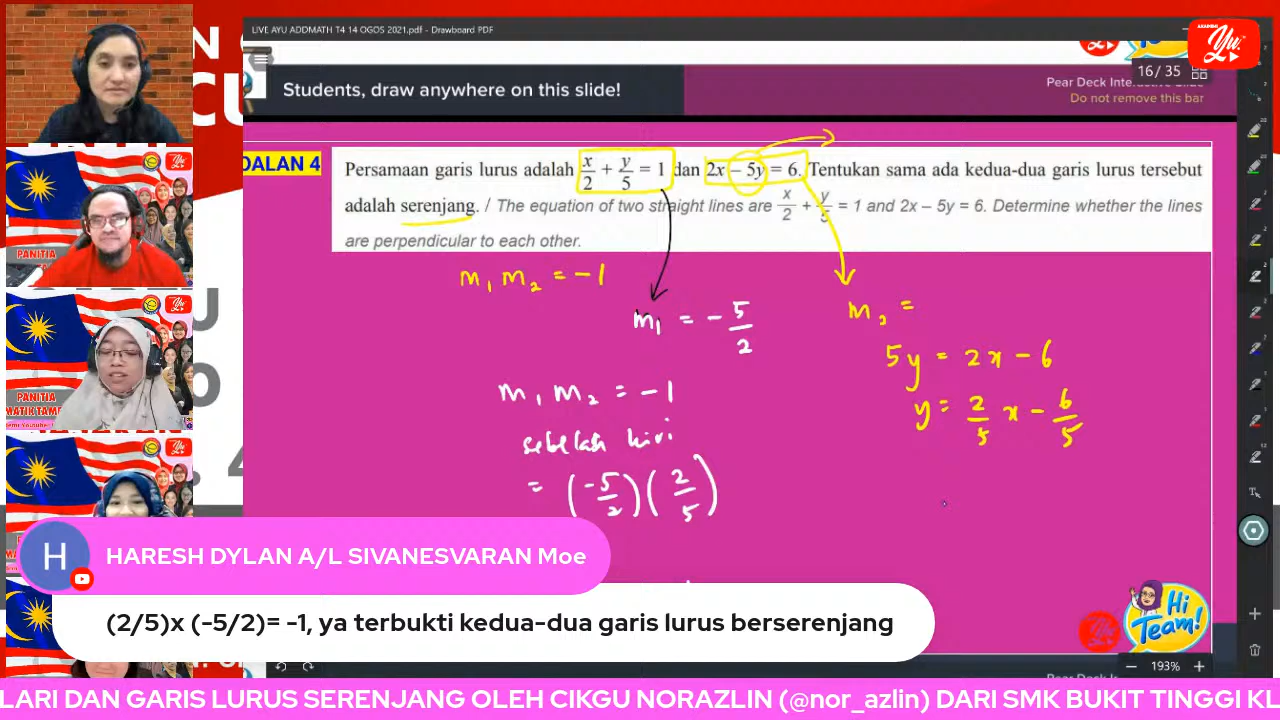 LIVE AYU ADDMATH T4 14 OGOS 2021.pdf - Drawboard PDF
16 / 35
Students, draw anywhere on this slide!
Pear Deck Interactive Slide
Do not remove this bar
OALAN 4
Persamaan garis lurus adalah x/2 + y/5 = 1 dan 2x – 5y = 6. Tentukan sama ada kedua-dua garis lurus tersebut
adalah serenjang. / The equation of two straight lines are x/2 + y/5 = 1 and 2x – 5y = 6. Determine whether the lines
are perpendicular to each other.
m₁ m₂ = -1
m₁ = - 5/2
m₂ =
5y = 2x - 6
y = 2/5 x - 6/5
m₁ m₂ = -1
sebelah kiri
= (-5/2)(2/5)
PANITIA
PANITIA
MATIK TAMB
H
HARESH DYLAN A/L SIVANESVARAN Moe
(2/5)x (-5/2)= -1, ya terbukti kedua-dua garis lurus berserenjang
Hi
Team!
193%
LARI DAN GARIS LURUS SERENJANG OLEH CIKGU NORAZLIN (@nor_azlin) DARI SMK BUKIT TINGGI KL